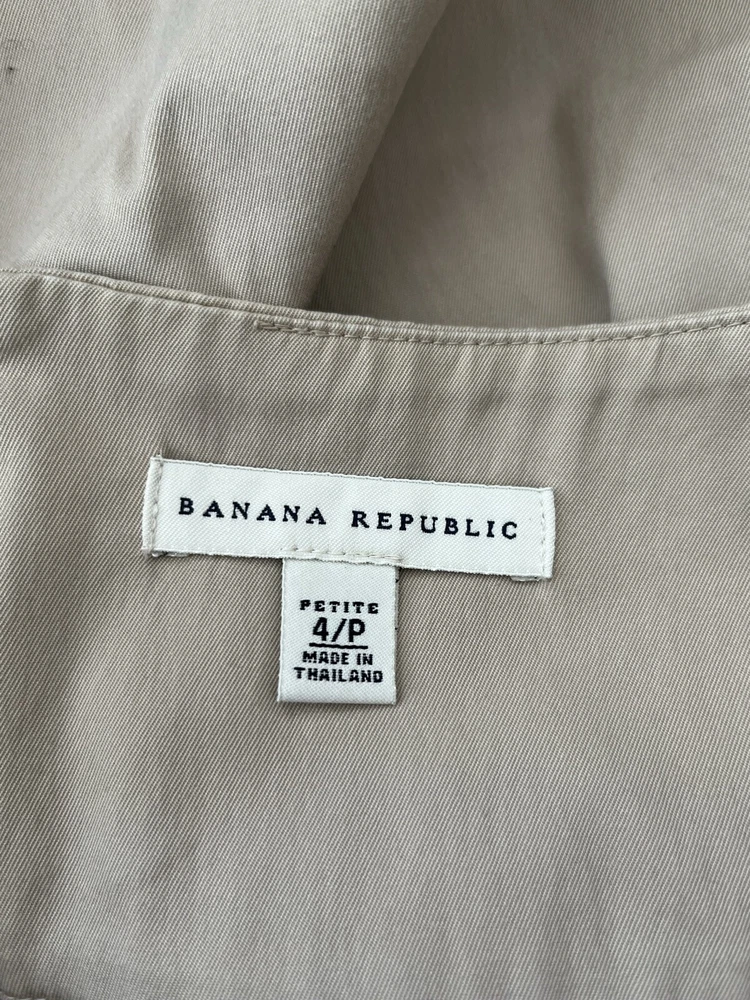 BANANA REPUBLIC
PETITE
4/P
MADE IN
THAILAND